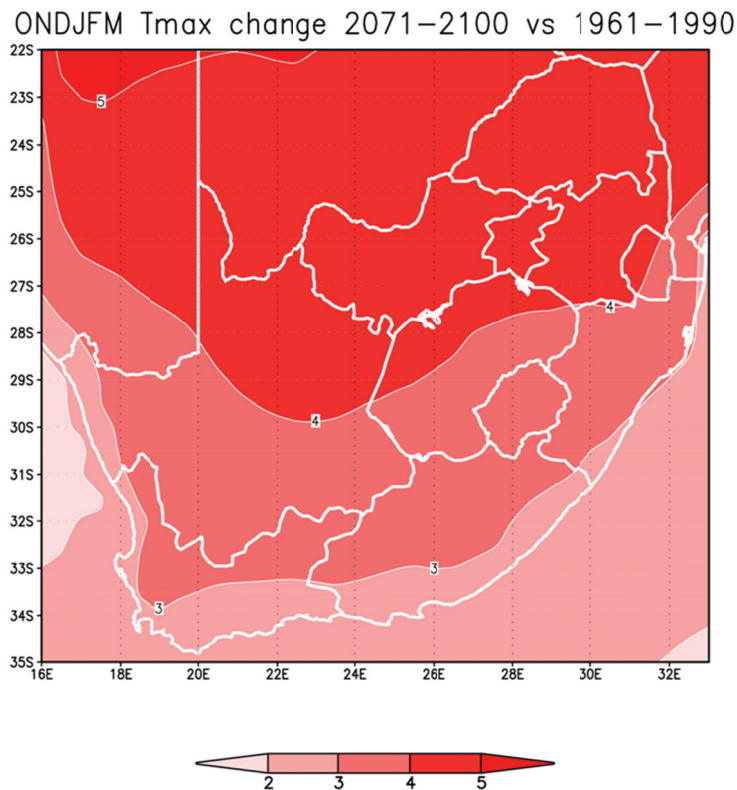 ONDJFM Tmax change 2071–2100 vs 1961–1990
22S
23S
5
24S
25S
26S
27S
4
28S
29S
4
30S
31S
32S
33S
3
34S
3
35S
16E 18E 20E 22E 24E 26E 28E 30E 32E
2 3 4 5